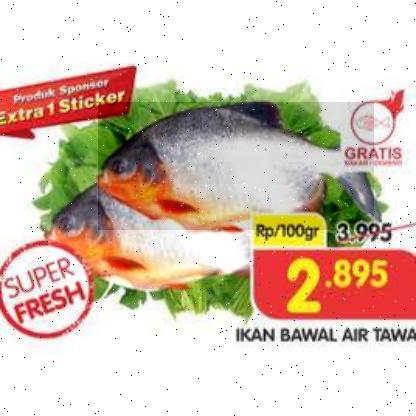 Produk Sponsor
Extra 1 Sticker
GRATIS
Rp/100gr 3.995
2.895
SUPER
FRESH
IKAN BAWAL AIR TAWA